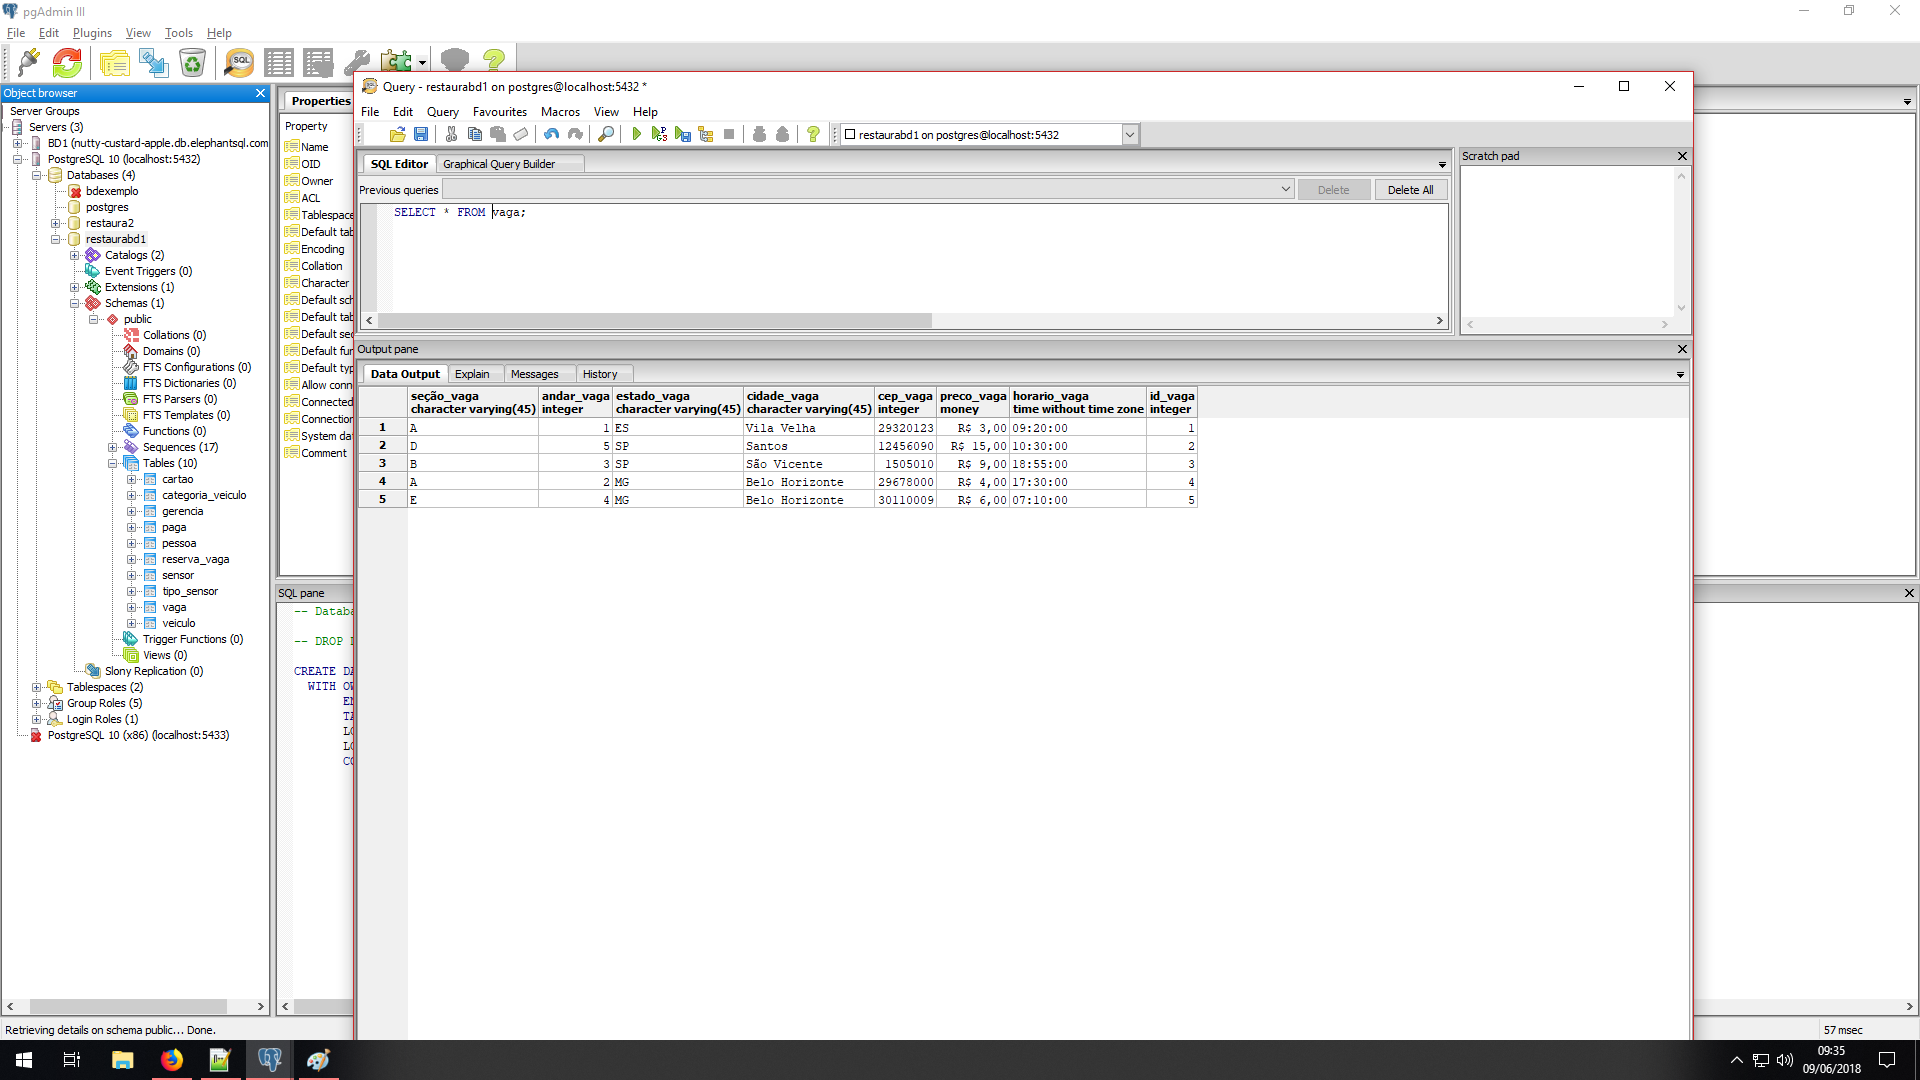 pgAdmin III
File Edit Plugins View Tools Help
Object browser
Server Groups
Servers (3)
BD1 (nutty-custard-apple.db.elephantsql.com
PostgreSQL 10 (localhost:5432)
Databases (4)
bdexemplo
postgres
restaura2
restaurabd1
Catalogs (2)
Event Triggers (0)
Extensions (1)
Schemas (1)
public
Collations (0)
Domains (0)
FTS Configurations (0)
FTS Dictionaries (0)
FTS Parsers (0)
FTS Templates (0)
Functions (0)
Sequences (17)
Tables (10)
cartao
categoria_veiculo
gerencia
paga
pessoa
reserva_vaga
sensor
tipo_sensor
vaga
veiculo
Trigger Functions (0)
Views (0)
Slony Replication (0)
Tablespaces (2)
Group Roles (5)
Login Roles (1)
PostgreSQL 10 (x86) (localhost:5433)
Properties
Property
Name
OID
Owner
ACL
Tablespace
Default tab
Encoding
Collation
Character
Default sch
Default tab
Default sec
Default fun
Default typ
Allow conn
Connected
Connection
System dat
Comment
SQL pane
-- Databa
-- DROP D
CREATE DA
WITH OW
EN
TA
LC
LC
CO
Query - restaurabd1 on postgres@localhost:5432 *
File Edit Query Favourites Macros View Help
restaurabd1 on postgres@localhost:5432
SQL Editor Graphical Query Builder
Previous queries Delete Delete All
SELECT * FROM vaga;
Scratch pad
Output pane
Data Output Explain Messages History
seção_vaga andar_vaga estado_vaga cidade_vaga cep_vaga preco_vaga horario_vaga id_vaga
character varying(45) integer character varying(45) character varying(45) integer money time without time zone integer
1 A 1 ES Vila Velha 29320123 R$ 3,00 09:20:00 1
2 D 5 SP Santos 12456090 R$ 15,00 10:30:00 2
3 B 3 SP São Vicente 1505010 R$ 9,00 18:55:00 3
4 A 2 MG Belo Horizonte 29678000 R$ 4,00 17:30:00 4
5 E 4 MG Belo Horizonte 30110009 R$ 6,00 07:10:00 5
Retrieving details on schema public... Done.
57 msec
09:35
09/06/2018